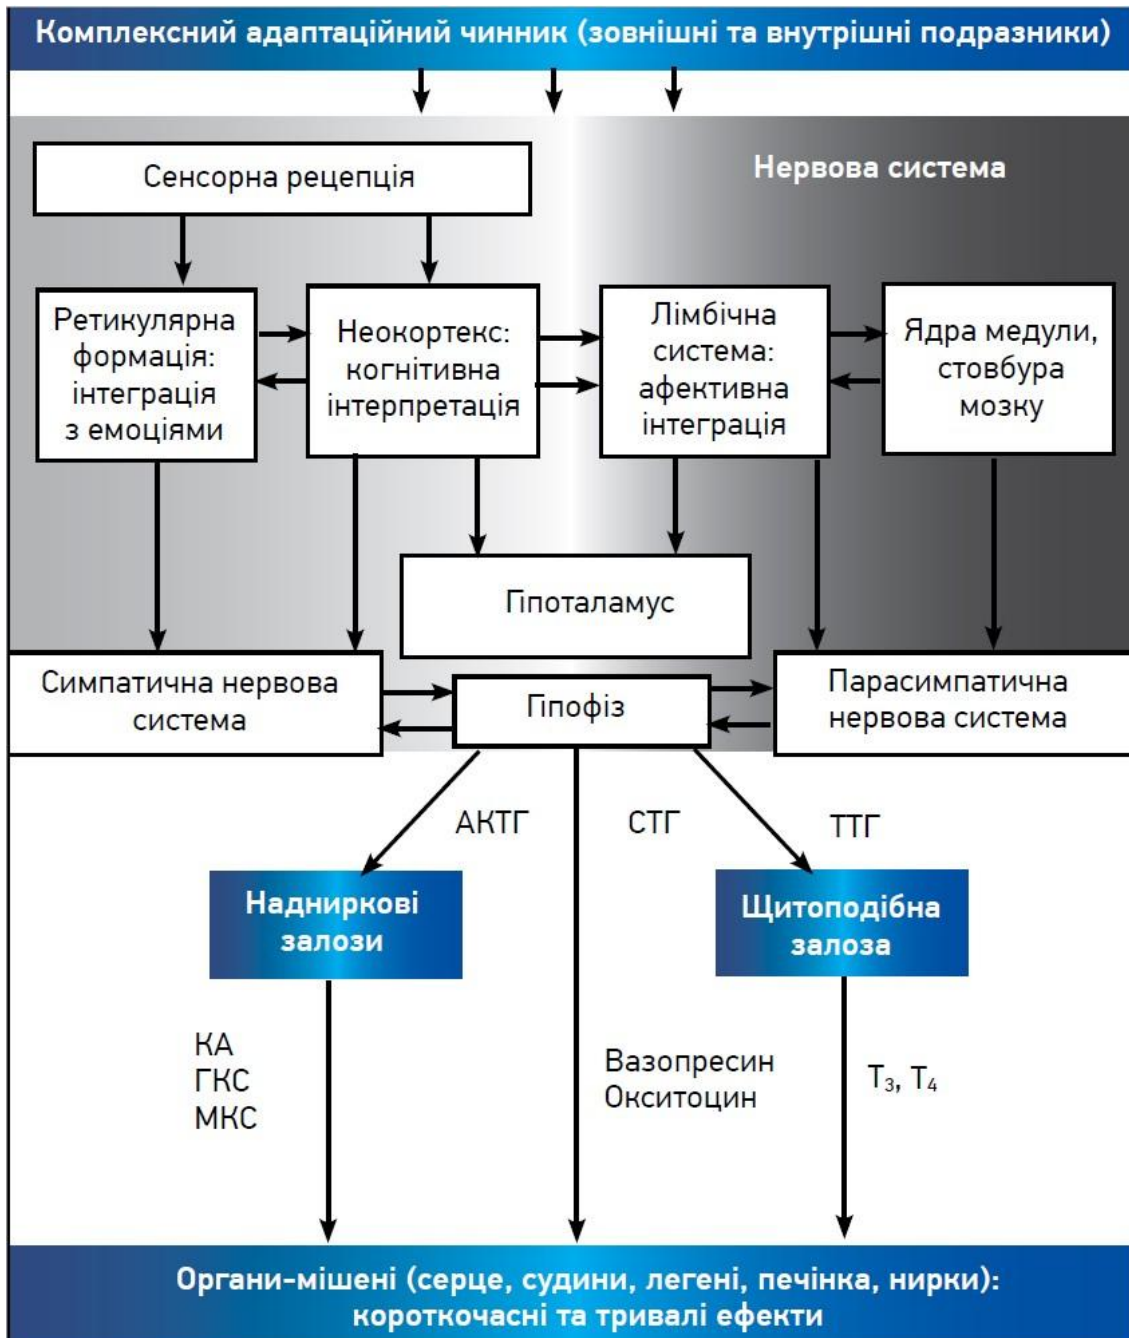 Комплексний адаптаційний чинник (зовнішні та внутрішні подразники)
Сенсорна рецепція
Нервова система
Ретикулярна
формація:
інтеграція
з емоціями
Неокортекс:
когнітивна
інтерпретація
Лімбічна
система:
афективна
інтеграція
Ядра медули,
стовбура
мозку
Гіпоталамус
Симпатична нервова
система
Гіпофіз
Парасимпатична
нервова система
АКТГ
СТГ
ТТГ
Надниркові
залози
Щитоподібна
залоза
КА
ГКС
МКС
Вазопресин
Окситоцин
Т₃, Т₄
Органи-мішені (серце, судини, легені, печінка, нирки):
короткочасні та тривалі ефекти